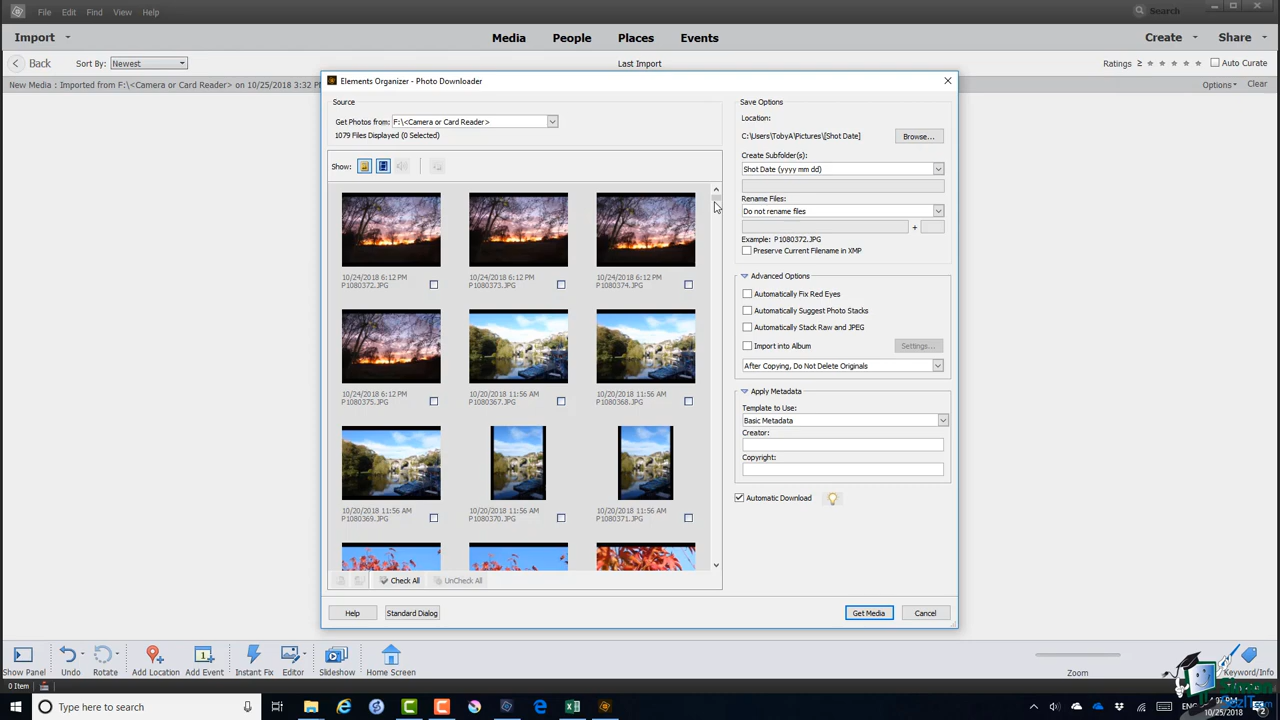 File Edit Find View Help
Search
Import
Media People Places Events
Create Share
Back
Sort By: Newest
Last Import
Ratings ≥
Auto Curate
New Media : Imported from F:\<Camera or Card Reader> on 10/25/2018 3:32 P
Options
Clear
Elements Organizer - Photo Downloader
Source
Get Photos from: F:\<Camera or Card Reader>
1079 Files Displayed (0 Selected)
Show:
10/24/2018 6:12 PM
P1080372.JPG
10/24/2018 6:12 PM
P1080373.JPG
10/24/2018 6:12 PM
P1080374.JPG
10/24/2018 6:12 PM
P1080375.JPG
10/20/2018 11:56 AM
P1080367.JPG
10/20/2018 11:56 AM
P1080368.JPG
10/20/2018 11:56 AM
P1080369.JPG
10/20/2018 11:56 AM
P1080370.JPG
10/20/2018 11:56 AM
P1080371.JPG
Check All
UnCheck All
Help
Standard Dialog
Save Options
Location:
C:\Users\TobyA\Pictures\[Shot Date]
Browse...
Create Subfolder(s):
Shot Date (yyyy mm dd)
Rename Files:
Do not rename files
+
Example: P1080372.JPG
Preserve Current Filename in XMP
Advanced Options
Automatically Fix Red Eyes
Automatically Suggest Photo Stacks
Automatically Stack Raw and JPEG
Import into Album
Settings...
After Copying, Do Not Delete Originals
Apply Metadata
Template to Use:
Basic Metadata
Creator:
Copyright:
Automatic Download
Get Media
Cancel
Show Panel
Undo
Rotate
Add Location
Add Event
Instant Fix
Editor
Slideshow
Home Screen
Zoom
Keyword/Info
0 Item
Type here to search
10/25/2018